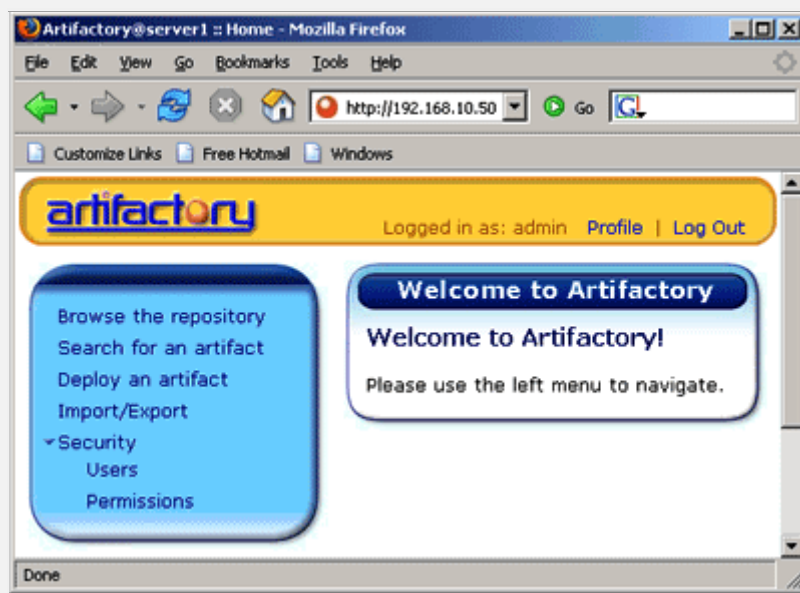 Artifactory@server1 :: Home - Mozilla Firefox
File Edit View Go Bookmarks Tools Help
http://192.168.10.50 Go G
Customize Links Free Hotmail Windows
artifactory
Logged in as: admin Profile | Log Out
Browse the repository
Search for an artifact
Deploy an artifact
Import/Export
Security
Users
Permissions
Welcome to Artifactory
Welcome to Artifactory!
Please use the left menu to navigate.
Done